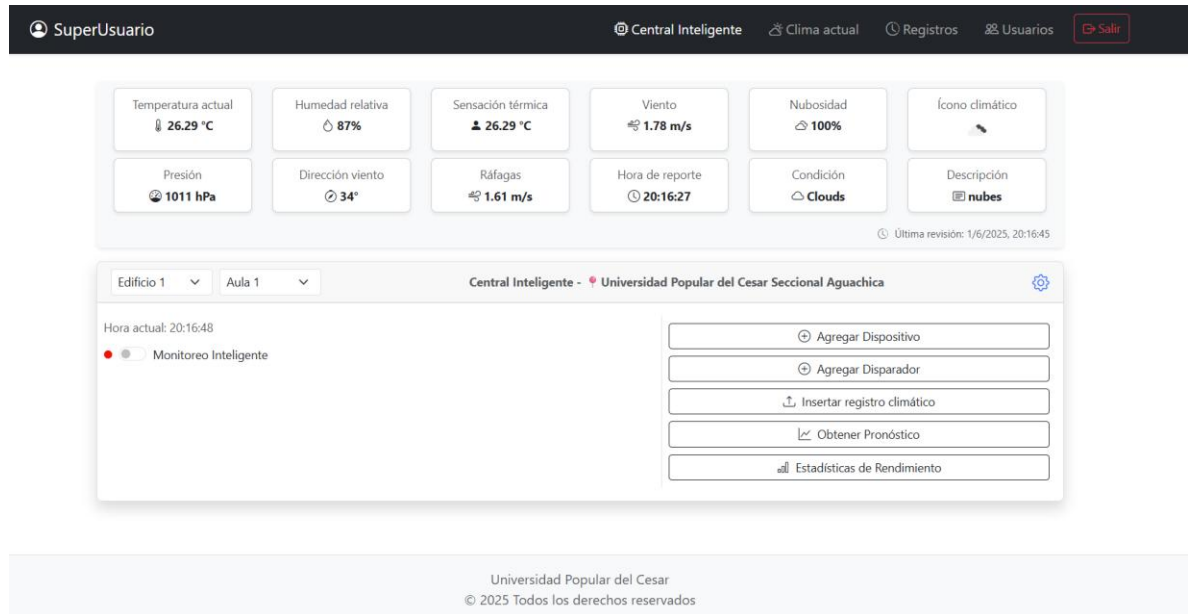 SuperUsuario
Central Inteligente
Clima actual
Registros
Usuarios
Salir
Temperatura actual
26.29 °C
Humedad relativa
87%
Sensación térmica
26.29 °C
Viento
1.78 m/s
Nubosidad
100%
Ícono climático
Presión
1011 hPa
Dirección viento
34°
Ráfagas
1.61 m/s
Hora de reporte
20:16:27
Condición
Clouds
Descripción
nubes
Última revisión: 1/6/2025, 20:16:45
Edificio 1
Aula 1
Central Inteligente - 📍 Universidad Popular del Cesar Seccional Aguachica
Hora actual: 20:16:48
Monitoreo Inteligente
Agregar Dispositivo
Agregar Disparador
Insertar registro climático
Obtener Pronóstico
Estadísticas de Rendimiento
Universidad Popular del Cesar
© 2025 Todos los derechos reservados